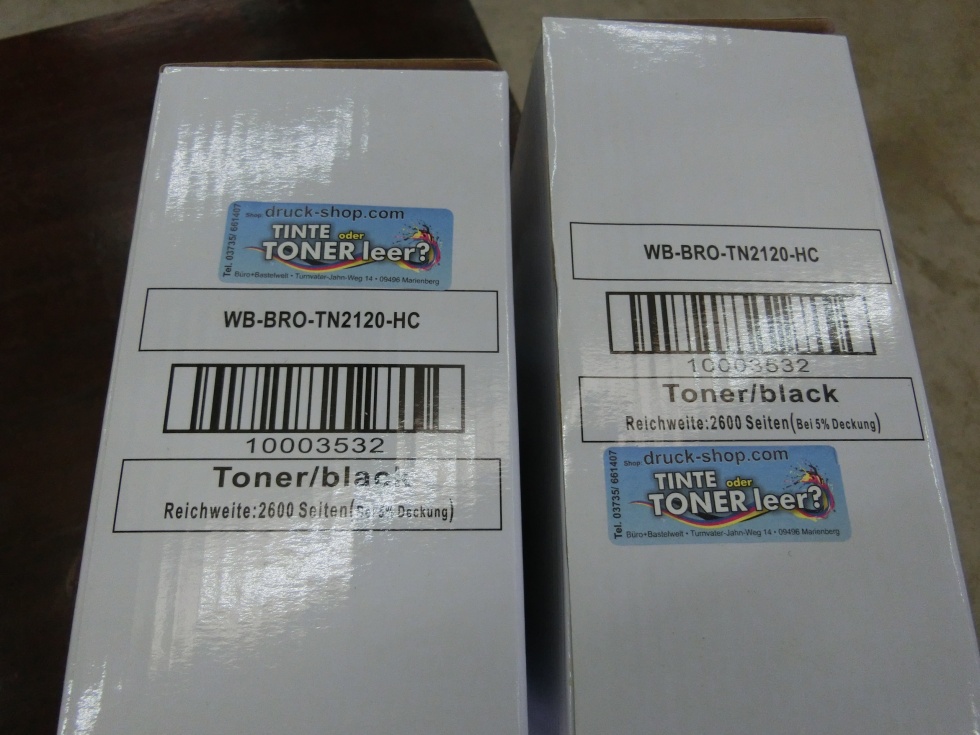 Shop druck-shop.com
TINTE oder
TONER leer?
Tel. 03735/ 661407
Büro+Bastelwelt • Turnvater-Jahn-Weg 14 • 09496 Marienberg
WB-BRO-TN2120-HC
10003532
Toner/black
Reichweite:2600 Seiten(Bei 5% Deckung)
WB-BRO-TN2120-HC
10003532
Toner/black
Reichweite:2600 Seiten(Bei 5% Deckung)
Shop druck-shop.com
TINTE oder
TONER leer?
Tel. 03735/ 661407
Büro+Bastelwelt • Turnvater-Jahn-Weg 14 • 09496 Marienberg